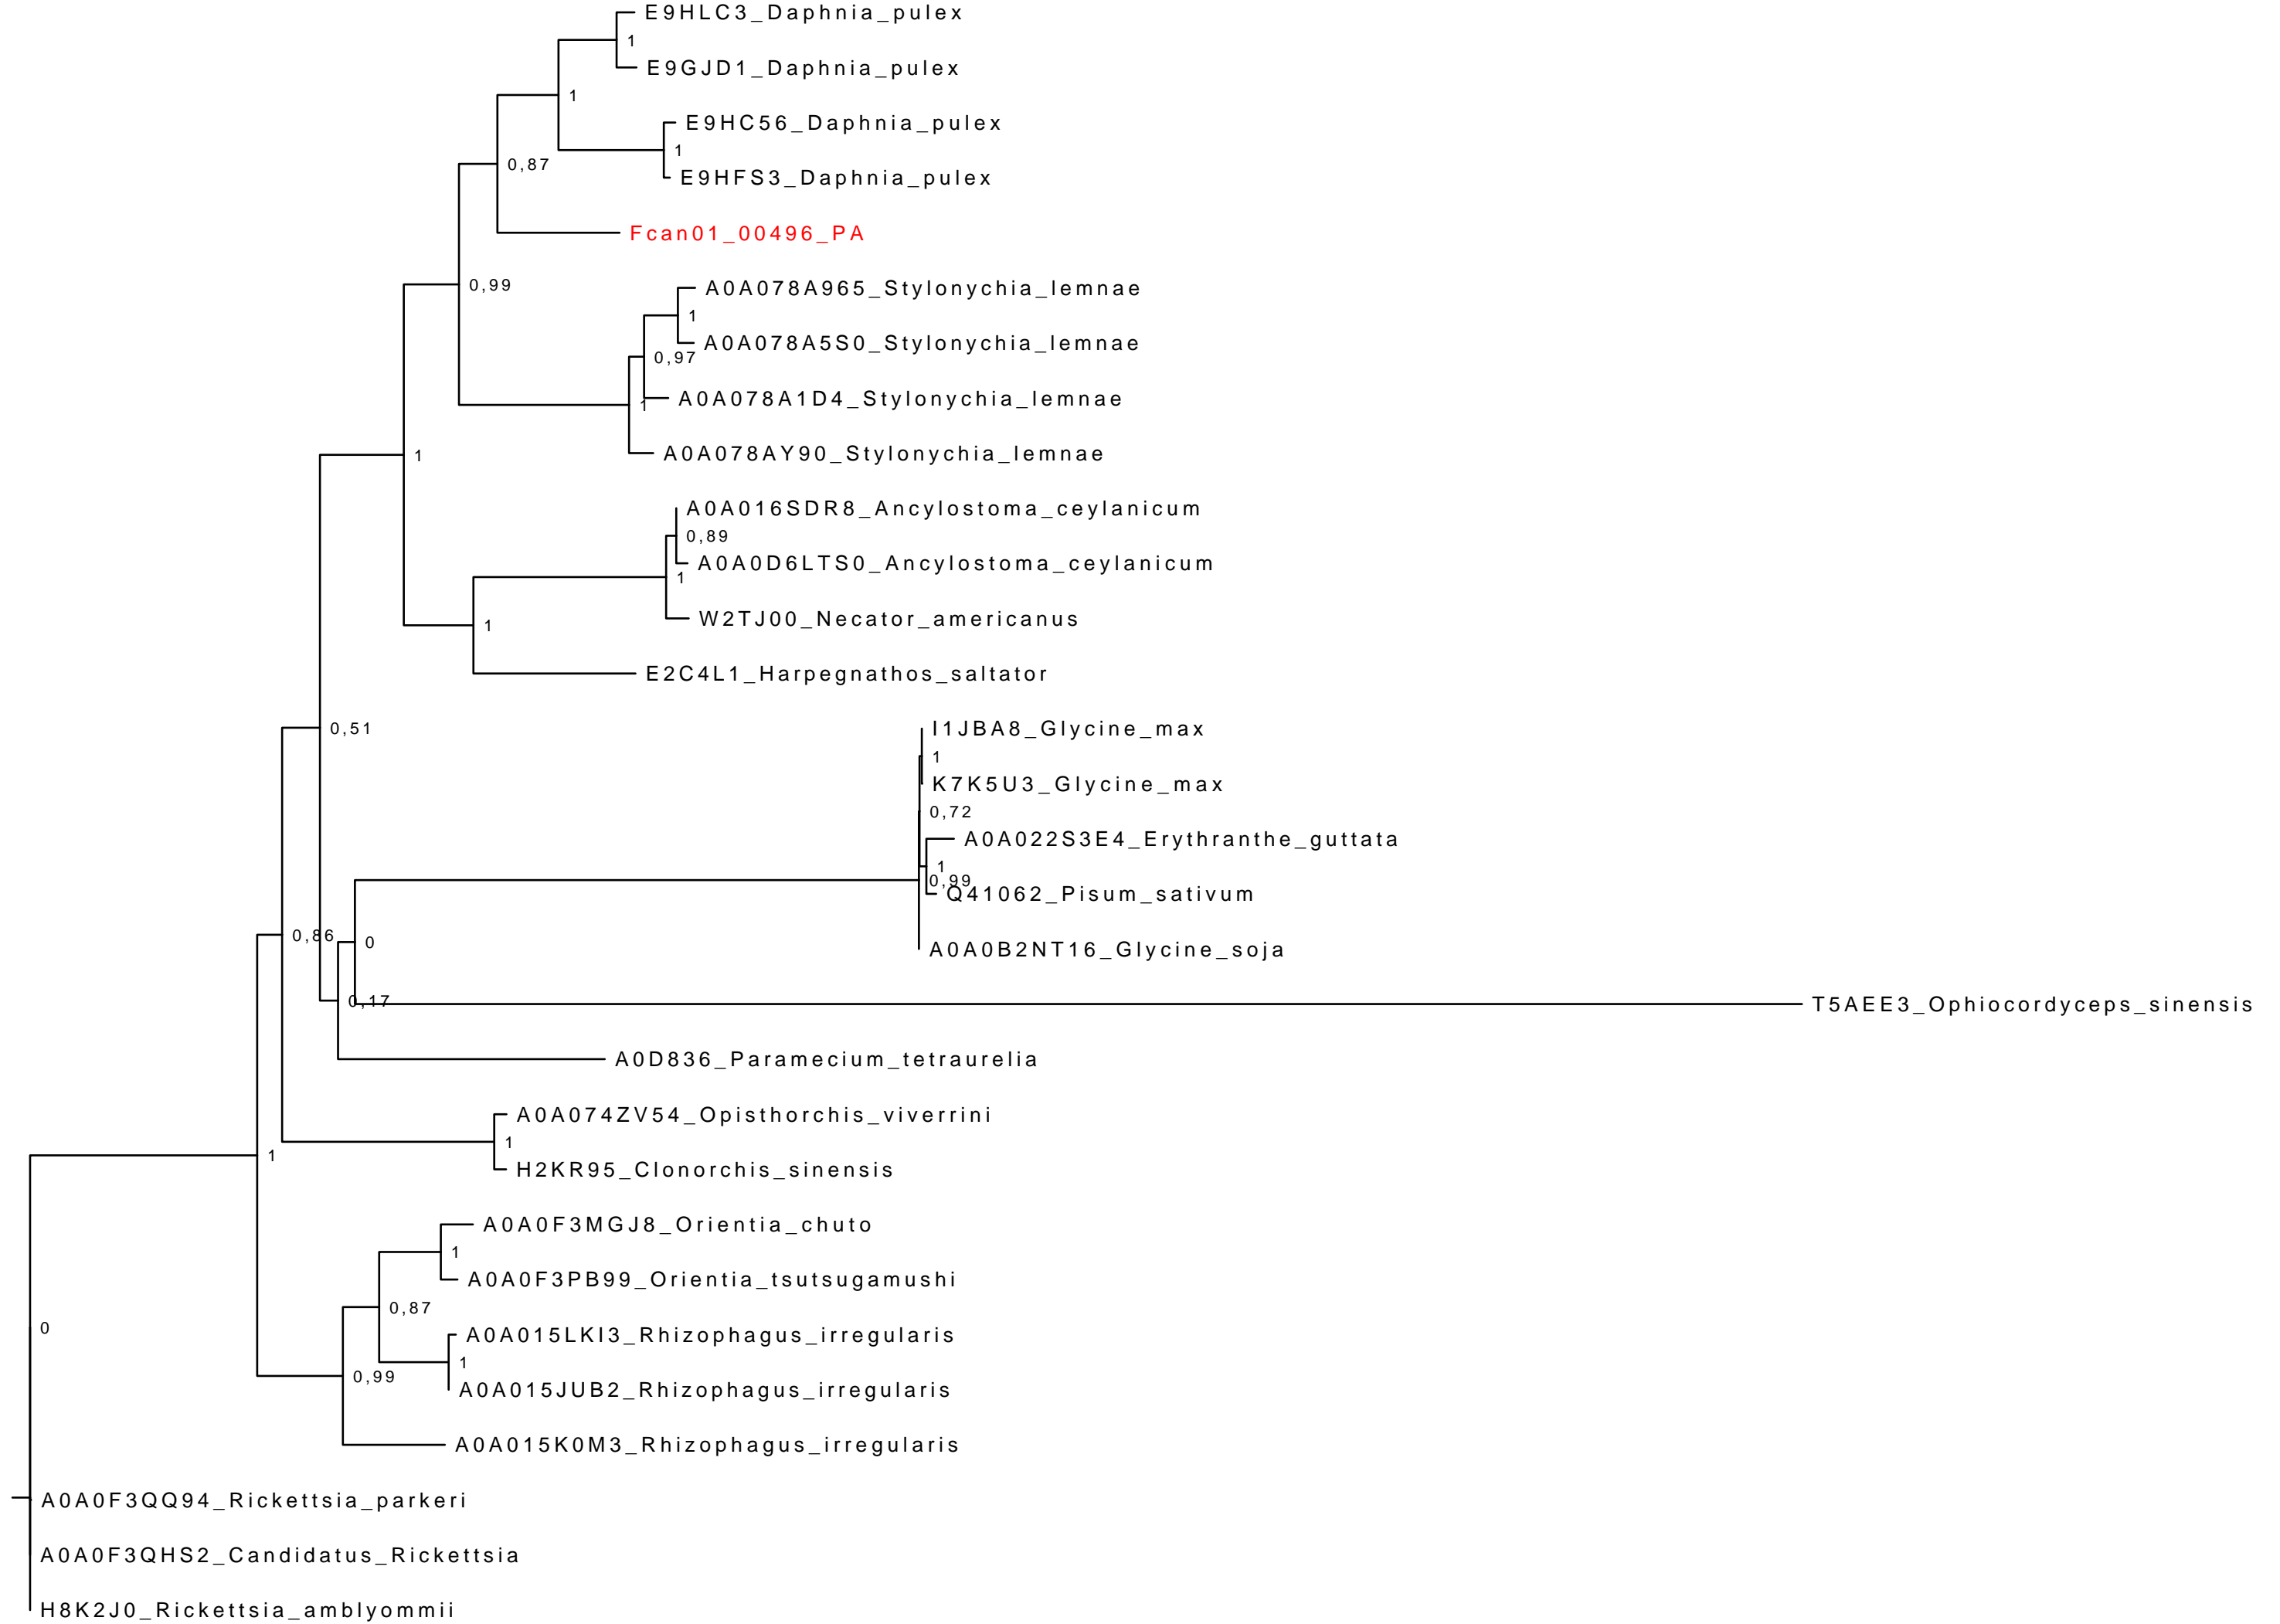 E9HLC3_Daphnia_pulex
1
E9GJD1_Daphnia_pulex
1
E9HC56_Daphnia_pulex
1
0,87
E9HFS3_Daphnia_pulex
Fcan01_00496_PA
0,99
A0A078A965_Stylonychia_lemnae
1
A0A078A5S0_Stylonychia_lemnae
0,97
A0A078A1D4_Stylonychia_lemnae
1
A0A078AY90_Stylonychia_lemnae
1
A0A016SDR8_Ancylostoma_ceylanicum
0,89
A0A0D6LTS0_Ancylostoma_ceylanicum
1
W2TJ00_Necator_americanus
1
E2C4L1_Harpegnathos_saltator
0,51
I1JBA8_Glycine_max
1
K7K5U3_Glycine_max
0,72
A0A022S3E4_Erythranthe_guttata
1
0,99
Q41062_Pisum_sativum
0,86
0
A0A0B2NT16_Glycine_soja
0,17
T5AEE3_Ophiocordyceps_sinensis
A0D836_Paramecium_tetraurelia
A0A074ZV54_Opisthorchis_viverrini
1
1
H2KR95_Clonorchis_sinensis
A0A0F3MGJ8_Orientia_chuto
1
A0A0F3PB99_Orientia_tsutsugamushi
0,87
0
A0A015LKI3_Rhizophagus_irregularis
1
0,99
A0A015JUB2_Rhizophagus_irregularis
A0A015K0M3_Rhizophagus_irregularis
A0A0F3QQ94_Rickettsia_parkeri
A0A0F3QHS2_Candidatus_Rickettsia
H8K2J0_Rickettsia_amblyommii